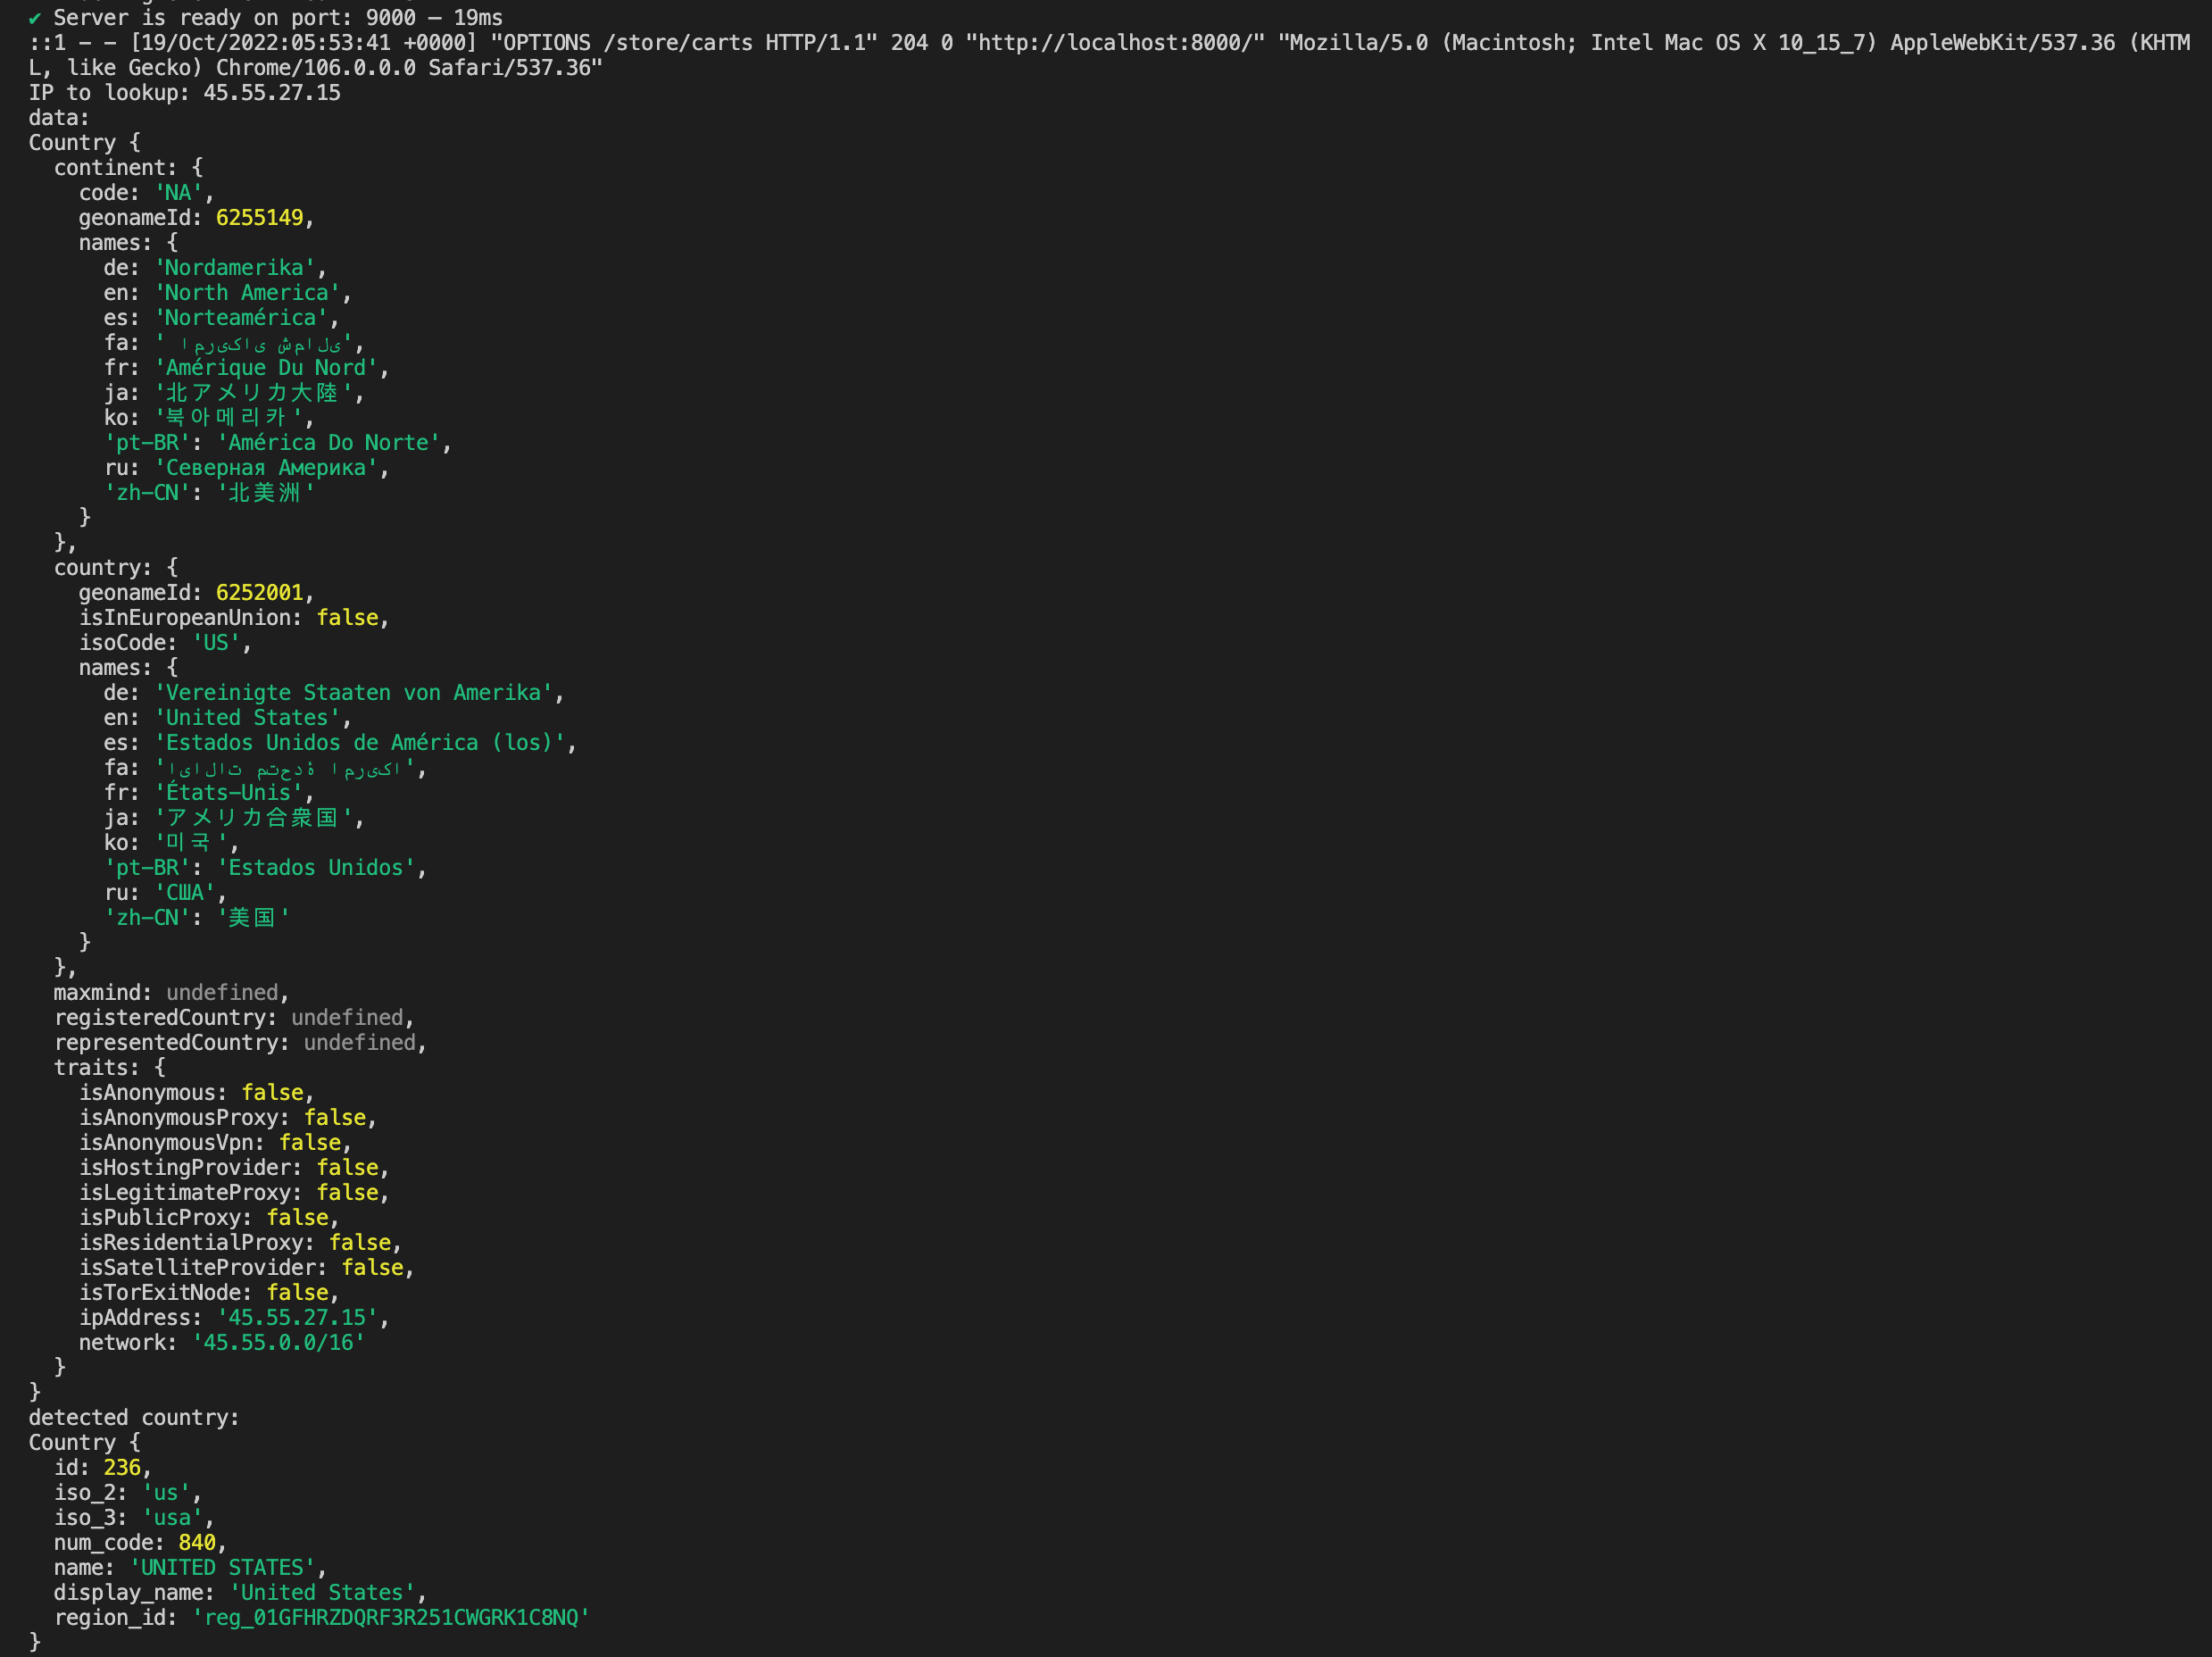 ✔ Server is ready on port: 9000 – 19ms
::1 - - [19/Oct/2022:05:53:41 +0000] "OPTIONS /store/carts HTTP/1.1" 204 0 "http://localhost:8000/" "Mozilla/5.0 (Macintosh; Intel Mac OS X 10_15_7) AppleWebKit/537.36 (KHTM
L, like Gecko) Chrome/106.0.0.0 Safari/537.36"
IP to lookup: 45.55.27.15
data:
Country {
  continent: {
    code: 'NA',
    geonameId: 6255149,
    names: {
      de: 'Nordamerika',
      en: 'North America',
      es: 'Norteamérica',
      fa: ' امریکای شمالی',
      fr: 'Amérique Du Nord',
      ja: '北アメリカ大陸',
      ko: '북아메리카',
      'pt-BR': 'América Do Norte',
      ru: 'Северная Америка',
      'zh-CN': '北美洲'
    }
  },
  country: {
    geonameId: 6252001,
    isInEuropeanUnion: false,
    isoCode: 'US',
    names: {
      de: 'Vereinigte Staaten von Amerika',
      en: 'United States',
      es: 'Estados Unidos de América (los)',
      fa: 'ایالات متحدهٔ امریکا',
      fr: 'États-Unis',
      ja: 'アメリカ合衆国',
      ko: '미국',
      'pt-BR': 'Estados Unidos',
      ru: 'США',
      'zh-CN': '美国'
    }
  },
  maxmind: undefined,
  registeredCountry: undefined,
  representedCountry: undefined,
  traits: {
    isAnonymous: false,
    isAnonymousProxy: false,
    isAnonymousVpn: false,
    isHostingProvider: false,
    isLegitimateProxy: false,
    isPublicProxy: false,
    isResidentialProxy: false,
    isSatelliteProvider: false,
    isTorExitNode: false,
    ipAddress: '45.55.27.15',
    network: '45.55.0.0/16'
  }
}
detected country:
Country {
  id: 236,
  iso_2: 'us',
  iso_3: 'usa',
  num_code: 840,
  name: 'UNITED STATES',
  display_name: 'United States',
  region_id: 'reg_01GFHRZDQRF3R251CWGRK1C8NQ'
}